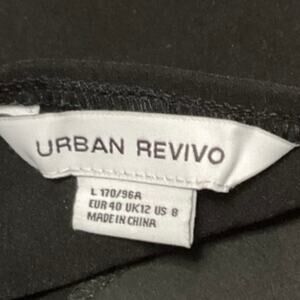 URBAN REVIVO
L 170/96A
EUR 40 UK12 US 8
MADE IN CHINA